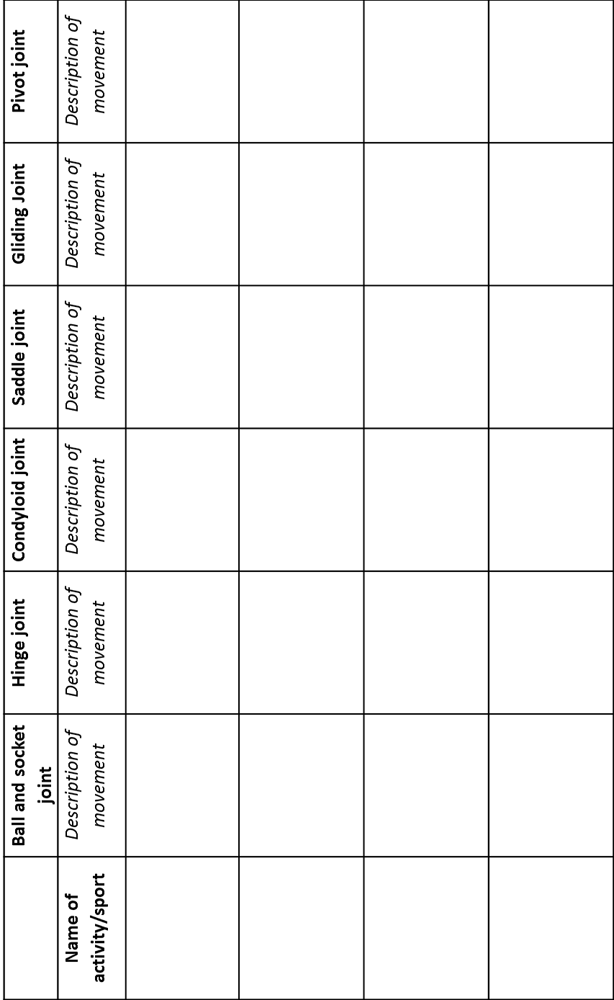 Ball and socket
joint
Hinge joint
Condyloid joint
Saddle joint
Gliding Joint
Pivot joint
Name of
activity/sport
Description of
movement
Description of
movement
Description of
movement
Description of
movement
Description of
movement
Description of
movement